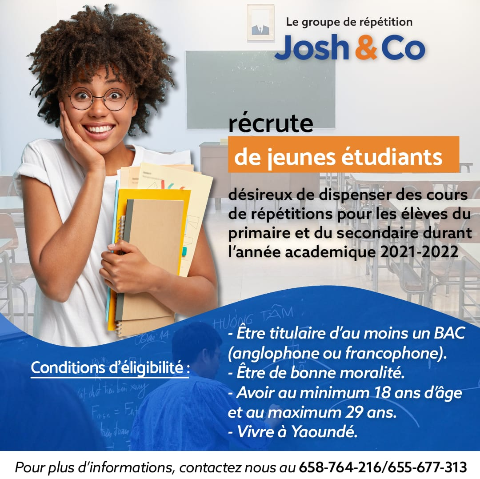 Le groupe de répétition
Josh & Co
récrute
de jeunes étudiants
désireux de dispenser des cours
de répétitions pour les élèves du
primaire et du secondaire durant
l'année academique 2021-2022
Conditions d'éligibilité :
- Être titulaire d'au moins un BAC
(anglophone ou francophone).
- Être de bonne moralité.
- Avoir au minimum 18 ans d'âge
et au maximum 29 ans.
- Vivre à Yaoundé.
HƯƠNG TÂM
Pour plus d'informations, contactez nous au 658-764-216/655-677-313